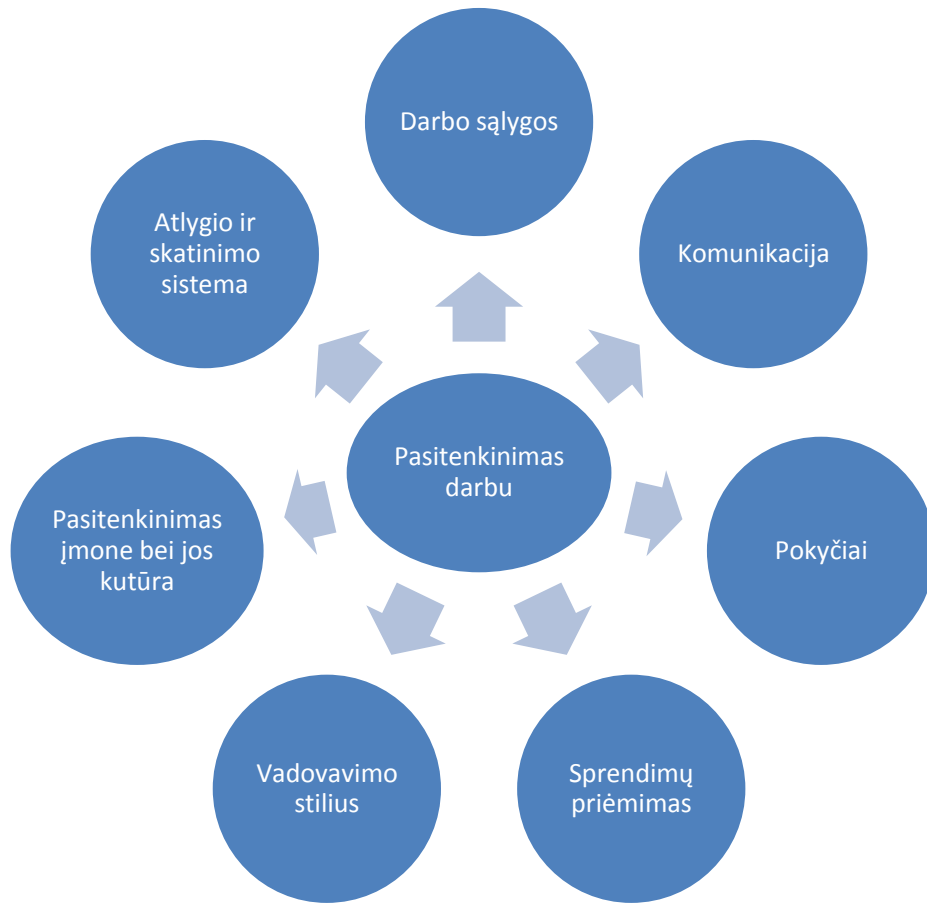 Darbo sąlygos
Komunikacija
Pokyčiai
Sprendimų
priėmimas
Vadovavimo
stilius
Pasitenkinimas
įmone bei jos
kutūra
Atlygio ir
skatinimo
sistema
Pasitenkinimas
darbu